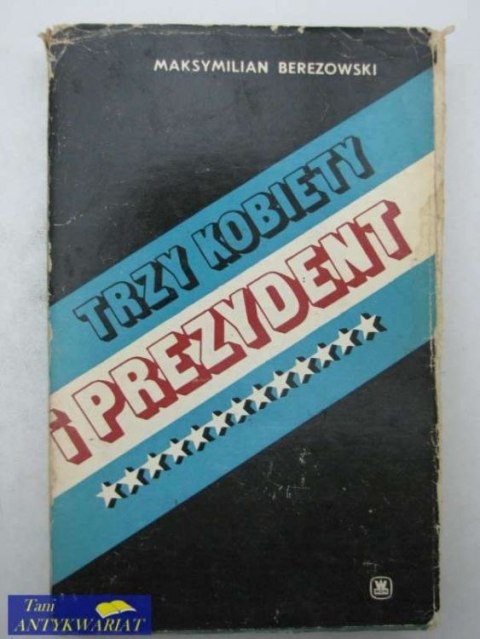 MAKSYMILIAN BEREZOWSKI
TRZY KOBIETY
i PREZYDENT
Tani
ANTYKWARIAT